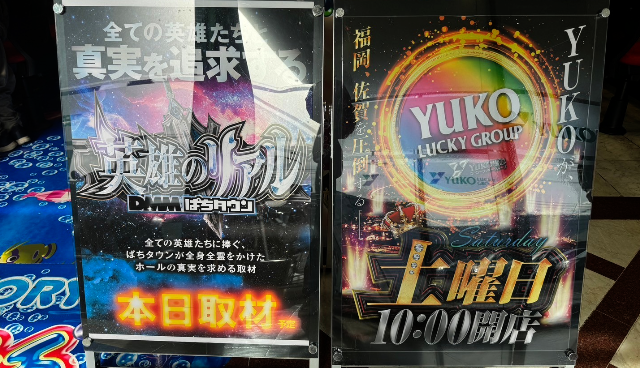 全ての英雄たち
真実を追求する
英雄のリアル
DMMぱちタウン
全ての英雄たちに捧ぐ、
ぱちタウンが全身全霊をかけた
ホールの真実を求める取材
本日取材
YUKOが
福岡、佐賀を圧倒する
YUKO
LUCKY GROUP
YUKO
Saturday
土曜日
10:00開店